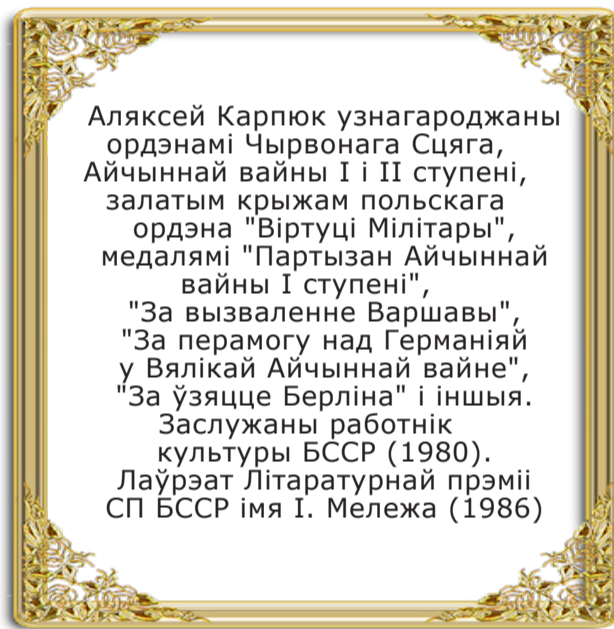 Аляксей Карпюк узнагароджаны
ордэнамі Чырвонага Сцяга,
Айчыннай вайны І і ІІ ступені,
залатым крыжам польскага
ордэна "Віртуці Мілітары",
медалямі "Партызан Айчыннай
вайны І ступені",
"За вызваленне Варшавы",
"За перамогу над Германіяй
у Вялікай Айчыннай вайне",
"За ўзяцце Берліна" і іншыя.
Заслужаны работнік
культуры БССР (1980).
Лаўрэат Літаратурнай прэміі
СП БССР імя І. Мележа (1986)